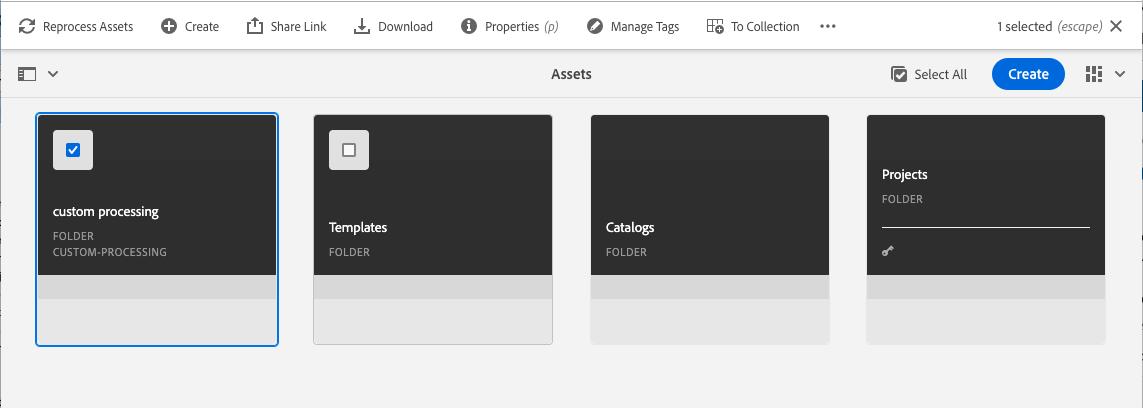 Reprocess Assets Create Share Link Download Properties (p) Manage Tags To Collection 1 selected (escape)
Assets Select All Create
custom processing
FOLDER
CUSTOM-PROCESSING
Templates
FOLDER
Catalogs
FOLDER
Projects
FOLDER